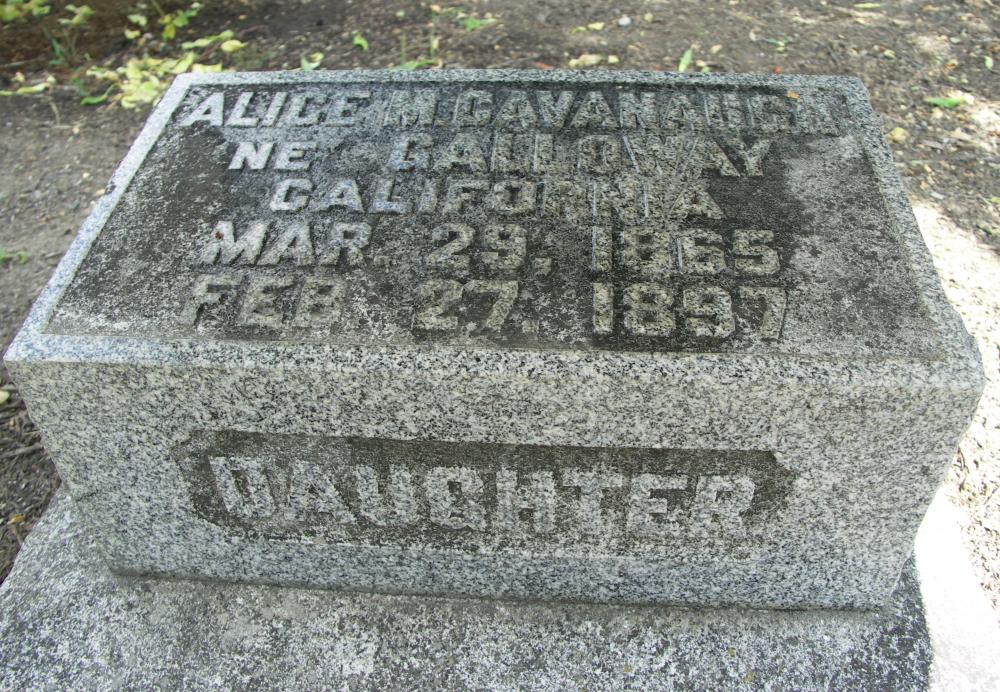 ALICE M. CAVANAUGH
NE GALLOWAY
CALIFORNIA
MAR. 29, 1865
FEB. 27, 1897
DAUGHTER